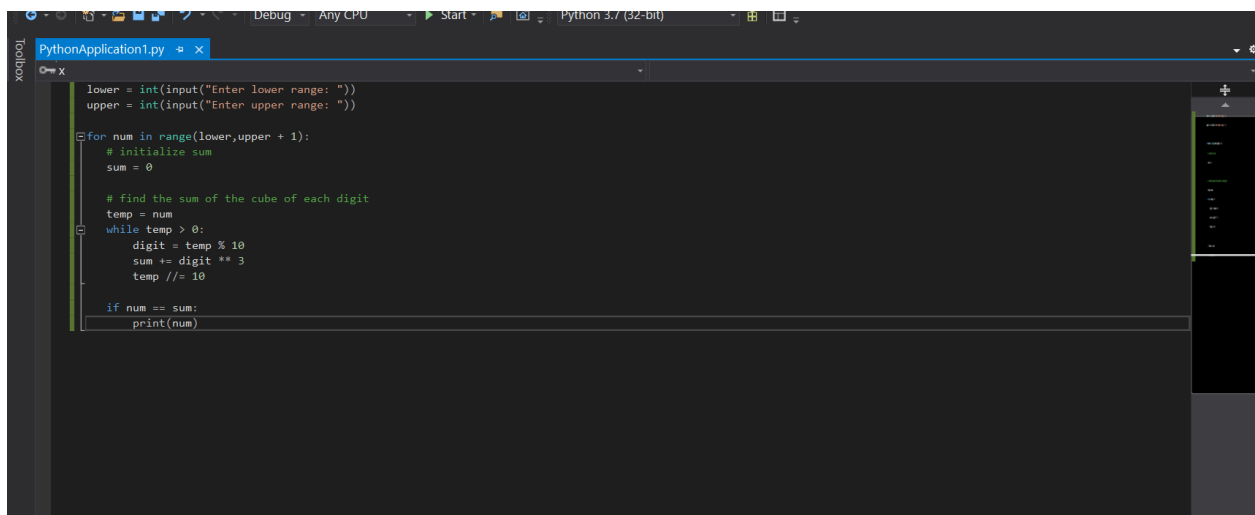 Debug Any CPU Start Python 3.7 (32-bit)
Toolbox
PythonApplication1.py
x
lower = int(input("Enter lower range: "))
upper = int(input("Enter upper range: "))
for num in range(lower,upper + 1):
# initialize sum
sum = 0
# find the sum of the cube of each digit
temp = num
while temp > 0:
digit = temp % 10
sum += digit ** 3
temp //= 10
if num == sum:
print(num)